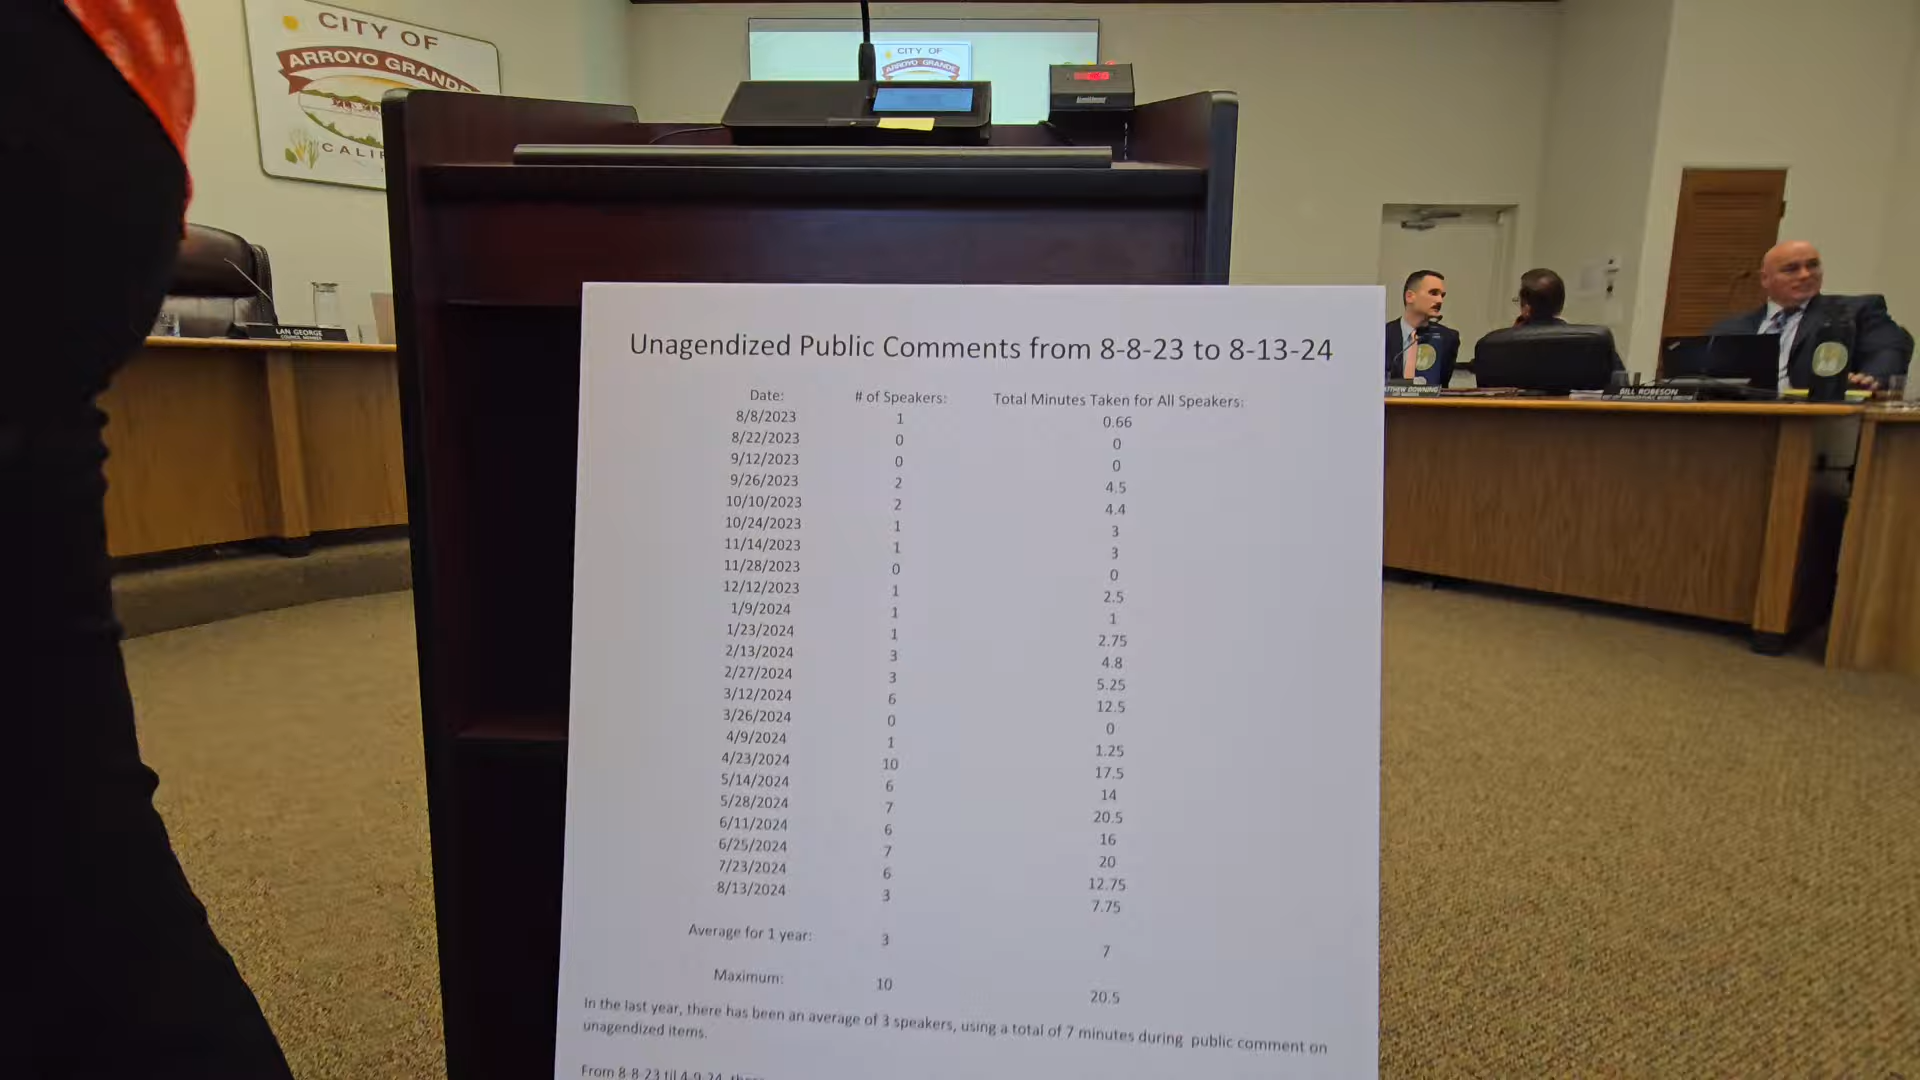 CITY OF
ARROYO GRANDE
CALIF
CITY OF
ARROYO GRANDE
LAN GEORGE
COUNCIL MEMBER
MATTHEW DOWNING
BILL ROBESON
Unagendized Public Comments from 8-8-23 to 8-13-24
Date: # of Speakers: Total Minutes Taken for All Speakers:
8/8/2023 1 0.66
8/22/2023 0 0
9/12/2023 0 0
9/26/2023 2 4.5
10/10/2023 2 4.4
10/24/2023 1 3
11/14/2023 1 3
11/28/2023 0 0
12/12/2023 1 2.5
1/9/2024 1 1
1/23/2024 1 2.75
2/13/2024 3 4.8
2/27/2024 3 5.25
3/12/2024 6 12.5
3/26/2024 0 0
4/9/2024 1 1.25
4/23/2024 10 17.5
5/14/2024 6 14
5/28/2024 7 20.5
6/11/2024 6 16
6/25/2024 7 20
7/23/2024 6 12.75
8/13/2024 3 7.75
Average for 1 year: 3 7
Maximum: 10 20.5
In the last year, there has been an average of 3 speakers, using a total of 7 minutes during public comment on
unagendized items.
From 8-8-23 til 4-9-24,